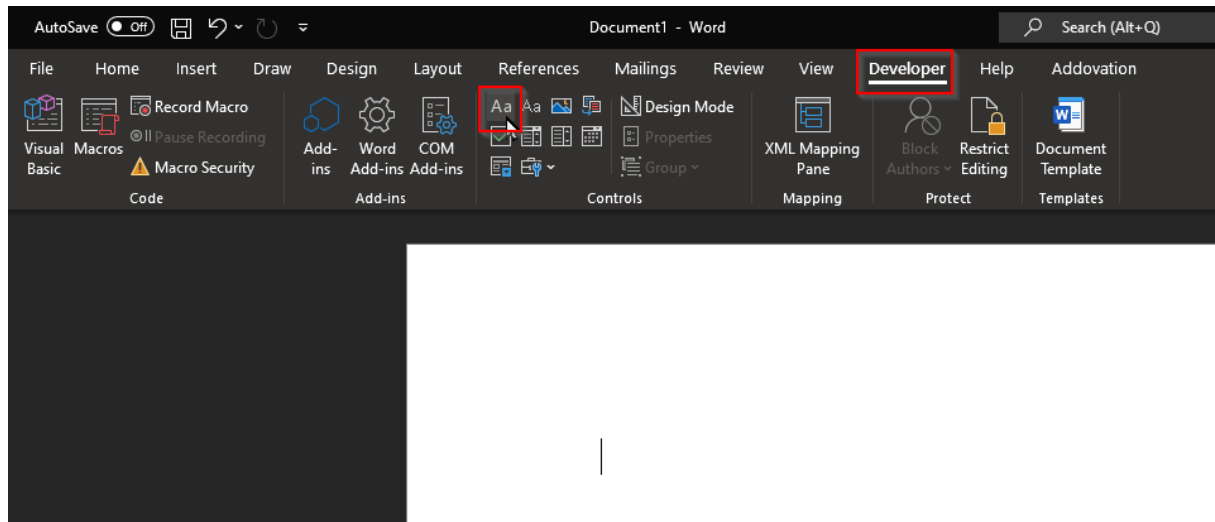 AutoSave Off Document1 - Word Search (Alt+Q)
File Home Insert Draw Design Layout References Mailings Review View Developer Help Addovation
Aa Aa
Record Macro Design Mode
Pause Recording Properties
Visual Macros Add- Word COM XML Mapping Block Restrict Document
Basic Macro Security ins Add-ins Add-ins Group Pane Authors Editing Template
Code Add-ins Controls Mapping Protect Templates